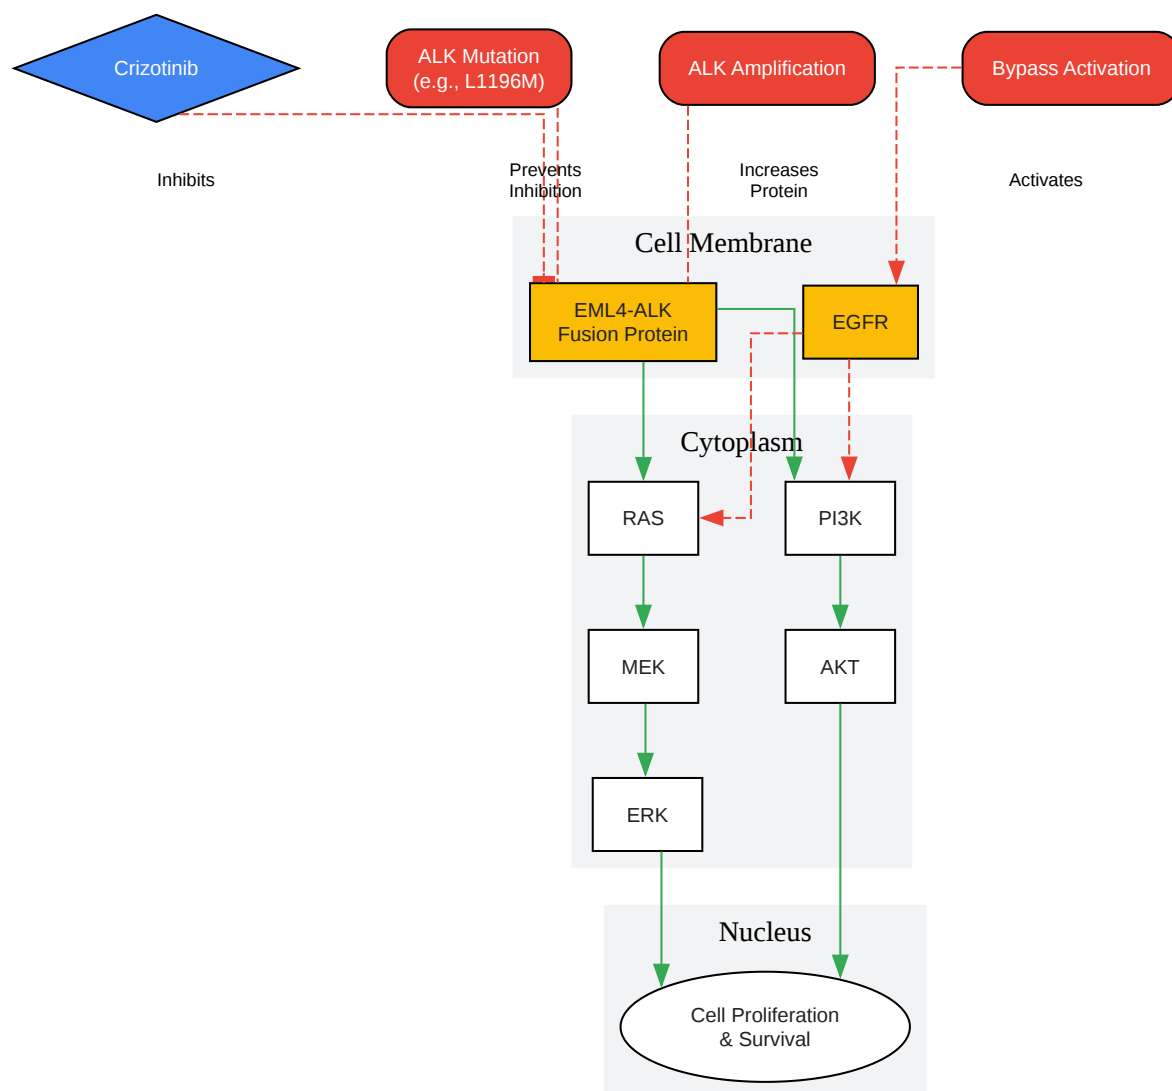 Crizotinib
ALK Mutation
(e.g., L1196M)
ALK Amplification
Bypass Activation
Inhibits
Prevents
Inhibition
Increases
Protein
Activates
Cell Membrane
EML4-ALK
Fusion Protein
EGFR
Cytoplasm
RAS
PI3K
MEK
AKT
ERK
Nucleus
Cell Proliferation
& Survival